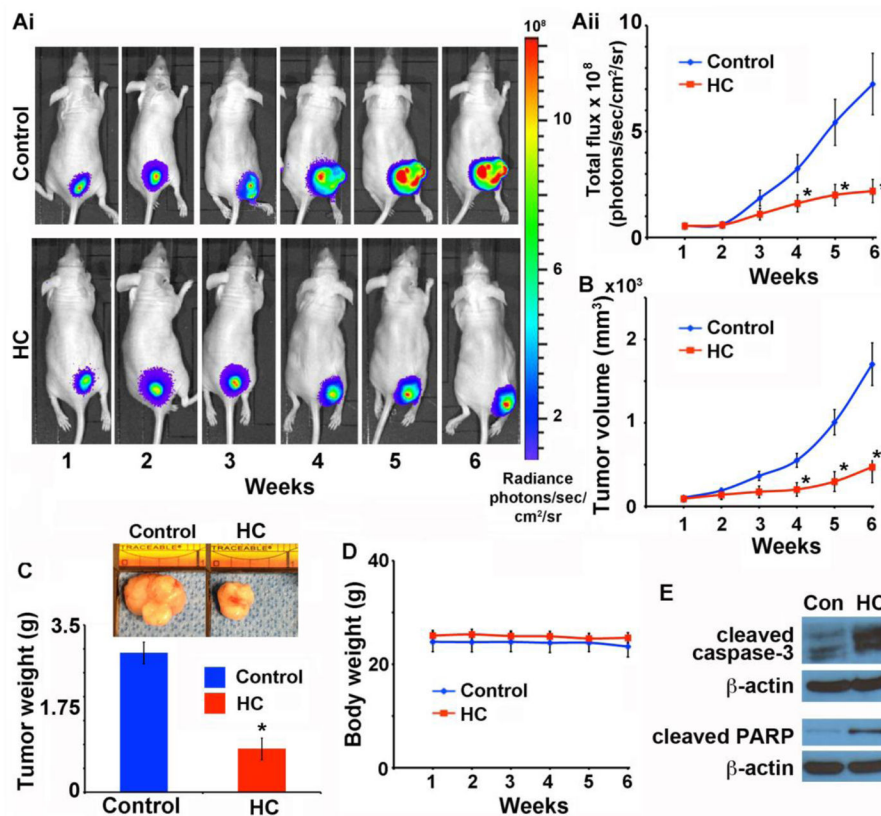 Ai
Control
HC
1 2 3 4 5 6
Weeks
10⁸
10
6
2
Radiance
photons/sec/
cm²/sr
Aii
Total flux x 10⁸
(photons/sec/cm²/sr)
10
5
0
Control
HC
*
*
1 2 3 4 5 6
Weeks
B
x10³
Tumor volume (mm³)
2
1
0
Control
HC
*
*
*
1 2 3 4 5 6
Weeks
C
Control HC
TRACEABLE® TRACEABLE®
Tumor weight (g)
3.5
1.75
0
Control
HC
*
Control HC
D
Body weight (g)
40
20
0
Control
HC
1 2 3 4 5 6
Weeks
E
Con HC
cleaved
caspase-3
β-actin
cleaved PARP
β-actin